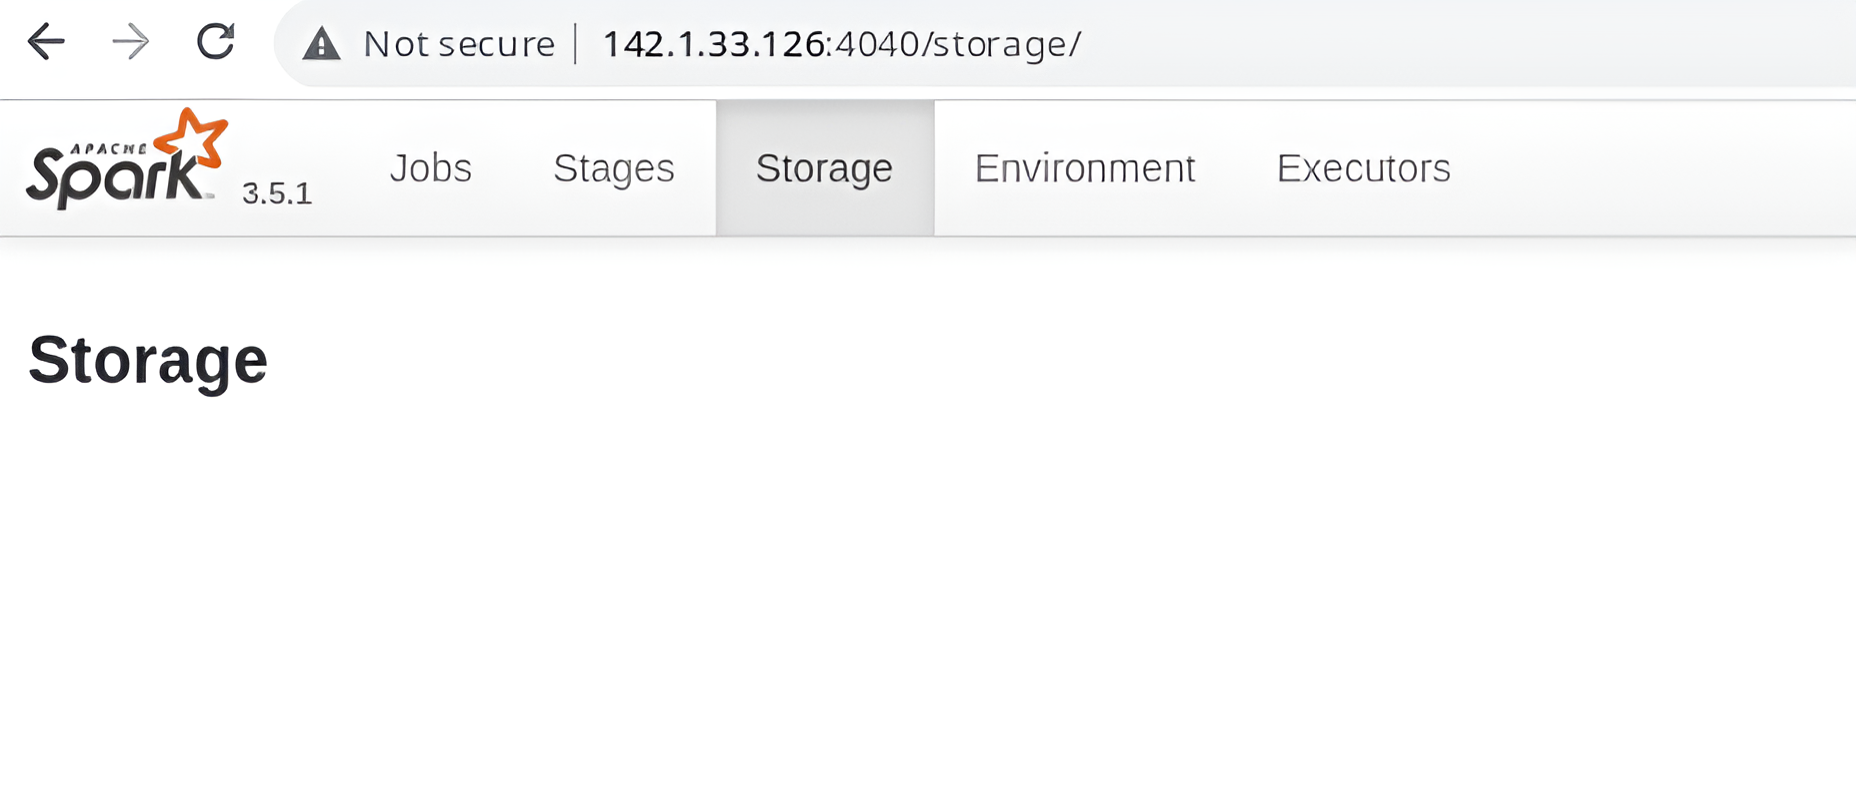 Not secure | 142.1.33.126:4040/storage/
APACHE Spark 3.5.1 Jobs Stages Storage Environment Executors
Storage